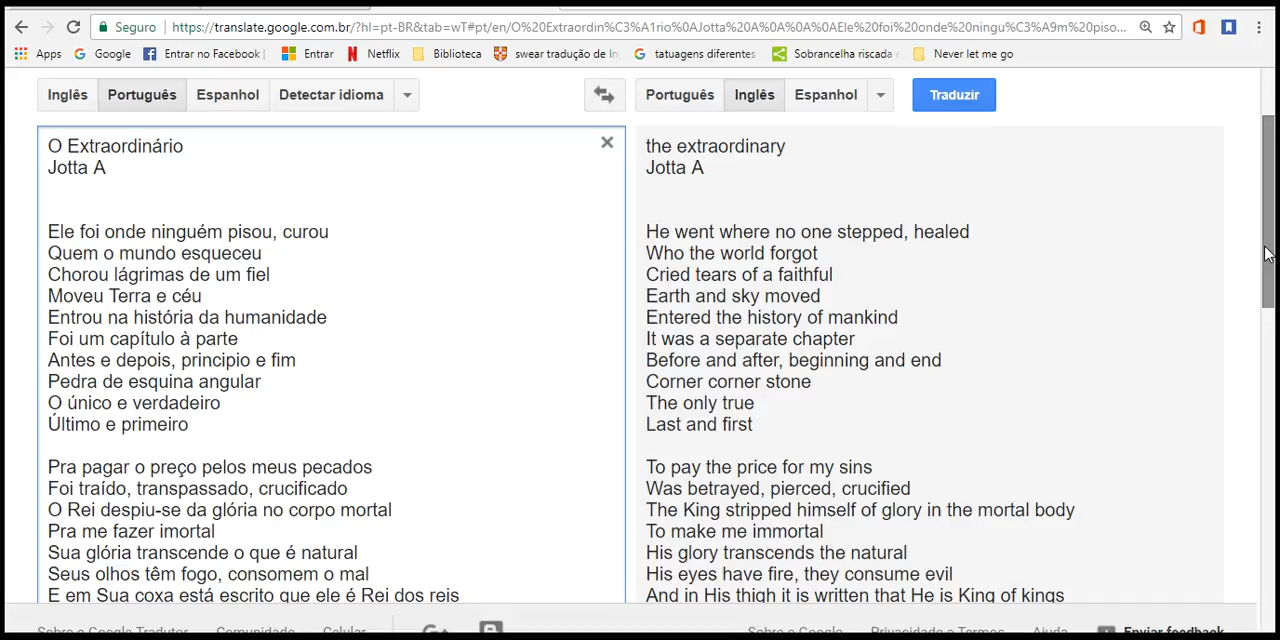 Seguro https://translate.google.com.br/?hl=pt-BR&tab=wT#pt/en/O%20Extraordin%C3%A1rio%0AJotta%20A%0A%0A%0AEle%20foi%20onde%20ningu%C3%A9m%20piso...
Apps Google Entrar no Facebook Entrar Netflix Biblioteca swear tradução de In tatuagens diferentes Sobrancelha riscada Never let me go
Inglês Português Espanhol Detectar idioma Português Inglês Espanhol Traduzir
O Extraordinário
Jotta A
Ele foi onde ninguém pisou, curou
Quem o mundo esqueceu
Chorou lágrimas de um fiel
Moveu Terra e céu
Entrou na história da humanidade
Foi um capítulo à parte
Antes e depois, principio e fim
Pedra de esquina angular
O único e verdadeiro
Último e primeiro
Pra pagar o preço pelos meus pecados
Foi traído, transpassado, crucificado
O Rei despiu-se da glória no corpo mortal
Pra me fazer imortal
Sua glória transcende o que é natural
Seus olhos têm fogo, consomem o mal
E em Sua coxa está escrito que ele é Rei dos reis
the extraordinary
Jotta A
He went where no one stepped, healed
Who the world forgot
Cried tears of a faithful
Earth and sky moved
Entered the history of mankind
It was a separate chapter
Before and after, beginning and end
Corner corner stone
The only true
Last and first
To pay the price for my sins
Was betrayed, pierced, crucified
The King stripped himself of glory in the mortal body
To make me immortal
His glory transcends the natural
His eyes have fire, they consume evil
And in His thigh it is written that He is King of kings
Sobre o Google Tradutor Comunidade Celular G+ B Sobre o Google Privacidade e Termos Ajuda Enviar feedback